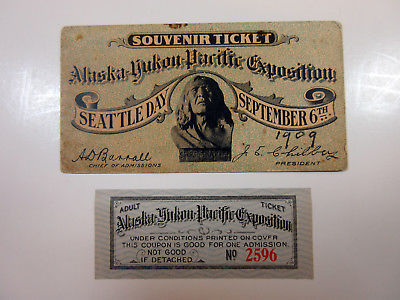 SOUVENIR TICKET
Alaska-Yukon-Pacific Exposition
SEATTLE DAY SEPTEMBER 6TH
1909
CHIEF OF ADMISSIONS
J. E. Chilberg
PRESIDENT
ADULT TICKET
Alaska-Yukon-Pacific Exposition
UNDER CONDITIONS PRINTED ON COVER
THIS COUPON IS GOOD FOR ONE ADMISSION
NOT GOOD
IF DETACHED
No 2596